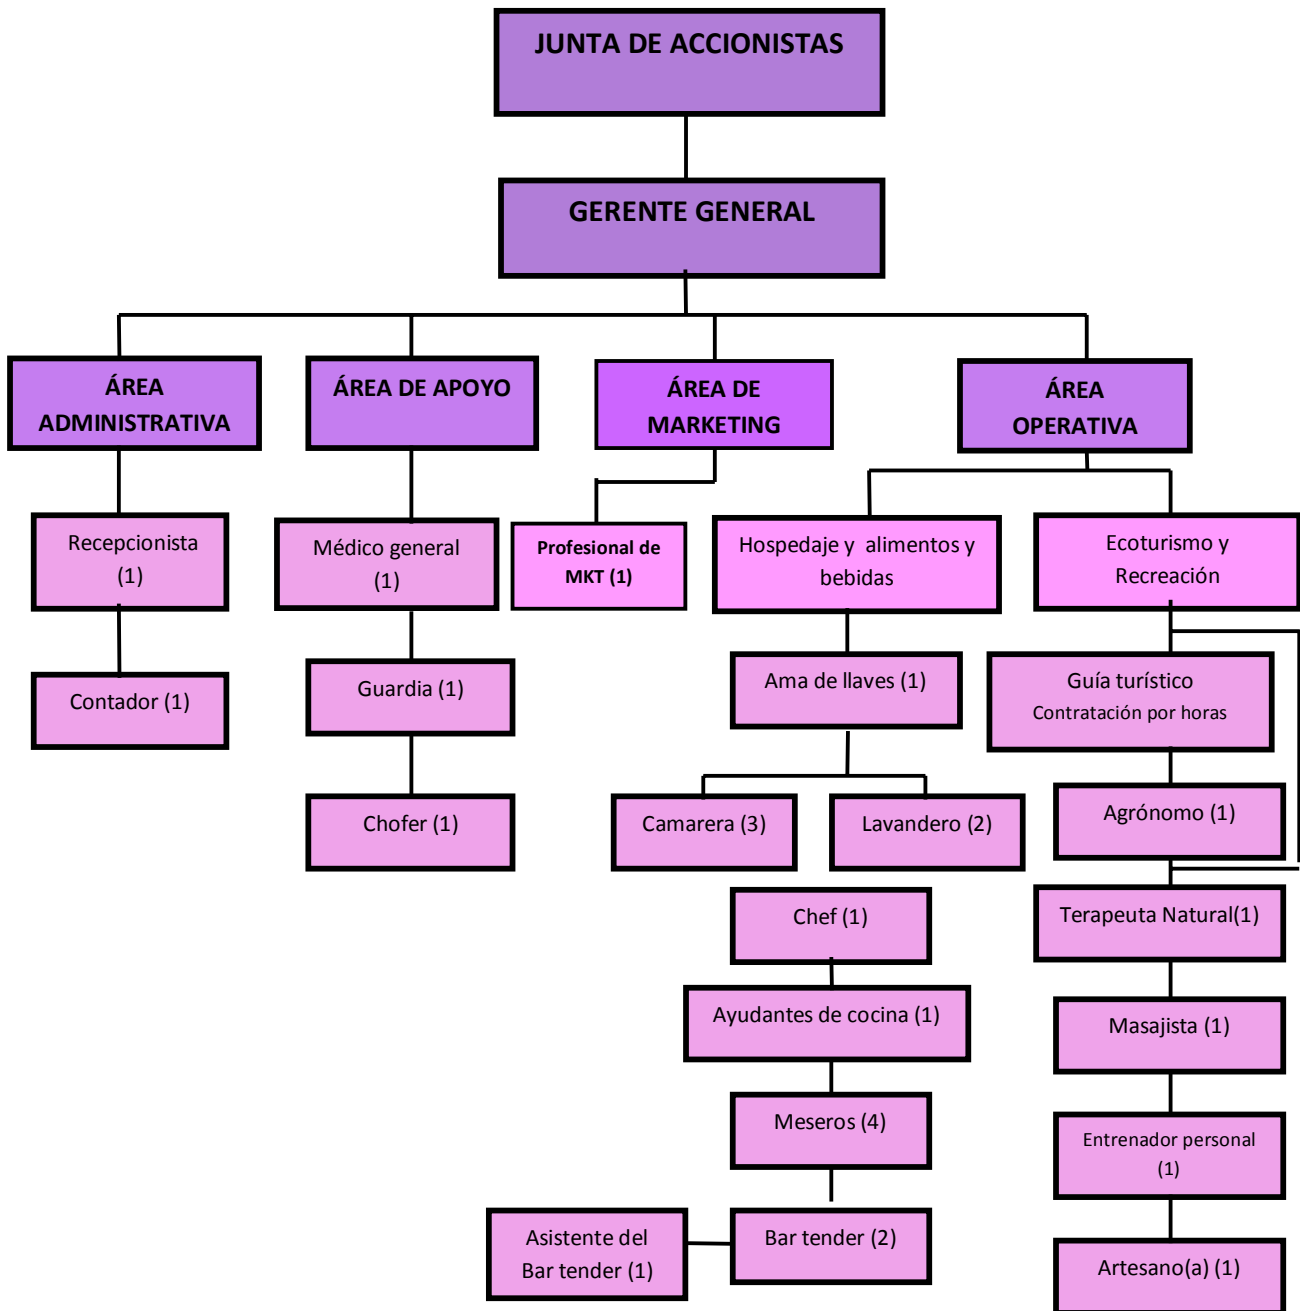 JUNTA DE ACCIONISTAS
GERENTE GENERAL
ÁREA
ADMINISTRATIVA
ÁREA DE APOYO
ÁREA DE
MARKETING
ÁREA
OPERATIVA
Recepcionista
(1)
Médico general
(1)
Profesional de
MKT (1)
Hospedaje y alimentos y
bebidas
Ecoturismo y
Recreación
Contador (1)
Guardia (1)
Ama de llaves (1)
Guía turístico
Contratación por horas
Chofer (1)
Camarera (3)
Lavandero (2)
Agrónomo (1)
Chef (1)
Terapeuta Natural(1)
Ayudantes de cocina (1)
Masajista (1)
Meseros (4)
Entrenador personal
(1)
Asistente del
Bar tender (1)
Bar tender (2)
Artesano(a) (1)